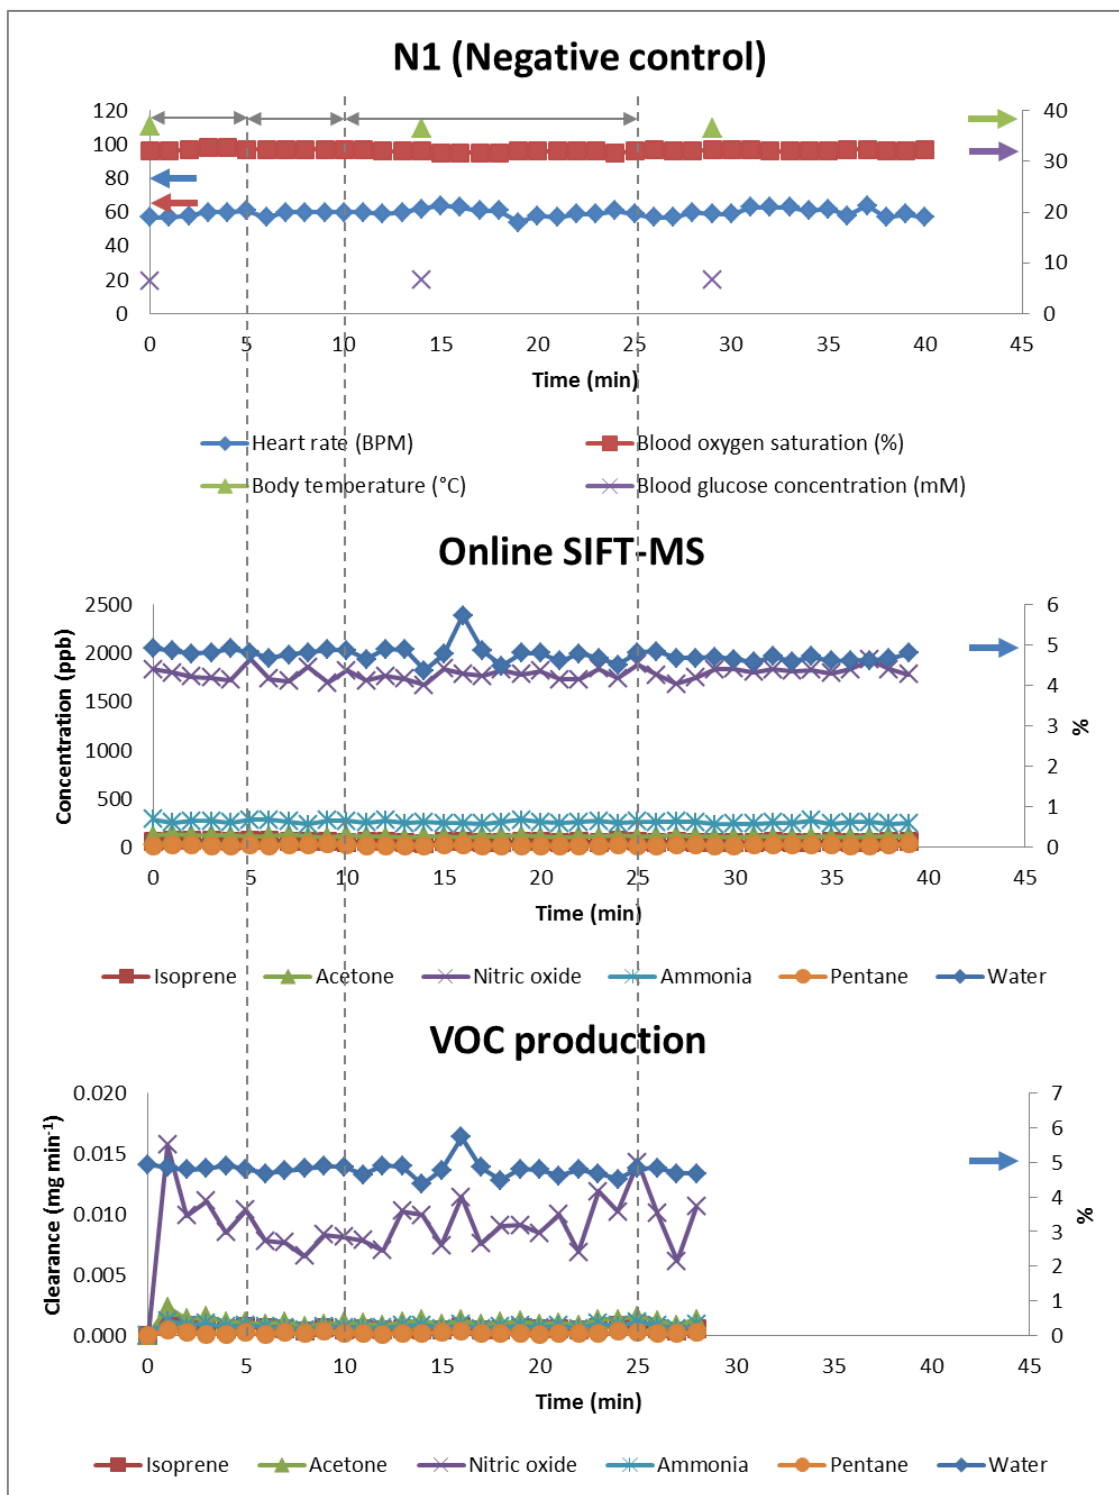 N1 (Negative control)
120
100
80
60
40
20
0
40
30
20
10
0
0 5 10 15 20 25 30 35 40 45
Time (min)
Heart rate (BPM) Blood oxygen saturation (%)
Body temperature (°C) Blood glucose concentration (mM)
Online SIFT-MS
Concentration (ppb)
2500
2000
1500
1000
500
0
6
5
4
3
2
1
0
%
0 5 10 15 20 25 30 35 40 45
Time (min)
Isoprene Acetone Nitric oxide Ammonia Pentane Water
VOC production
Clearance (mg min-1)
0.020
0.015
0.010
0.005
0.000
7
6
5
4
3
2
1
0
%
0 5 10 15 20 25 30 35 40 45
Time (min)
Isoprene Acetone Nitric oxide Ammonia Pentane Water